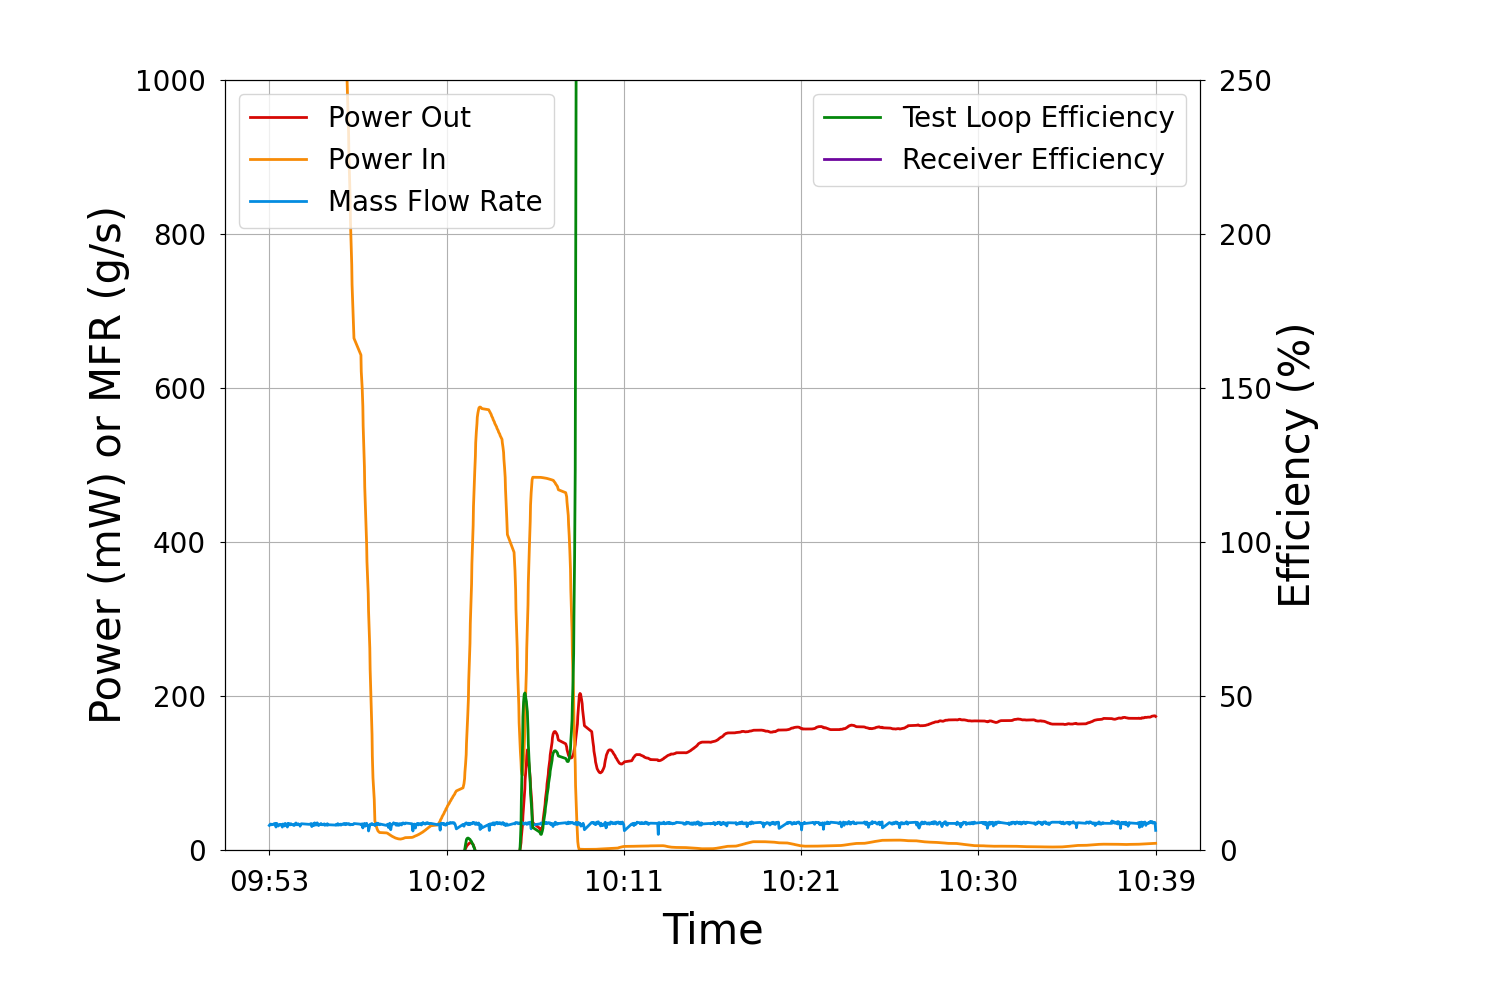 Power Out
Power In
Mass Flow Rate
Test Loop Efficiency
Receiver Efficiency
Power (mW) or MFR (g/s)
1000
800
600
400
200
0
250
200
150
100
50
0
Efficiency (%)
09:53 10:02 10:11 10:21 10:30 10:39
Time